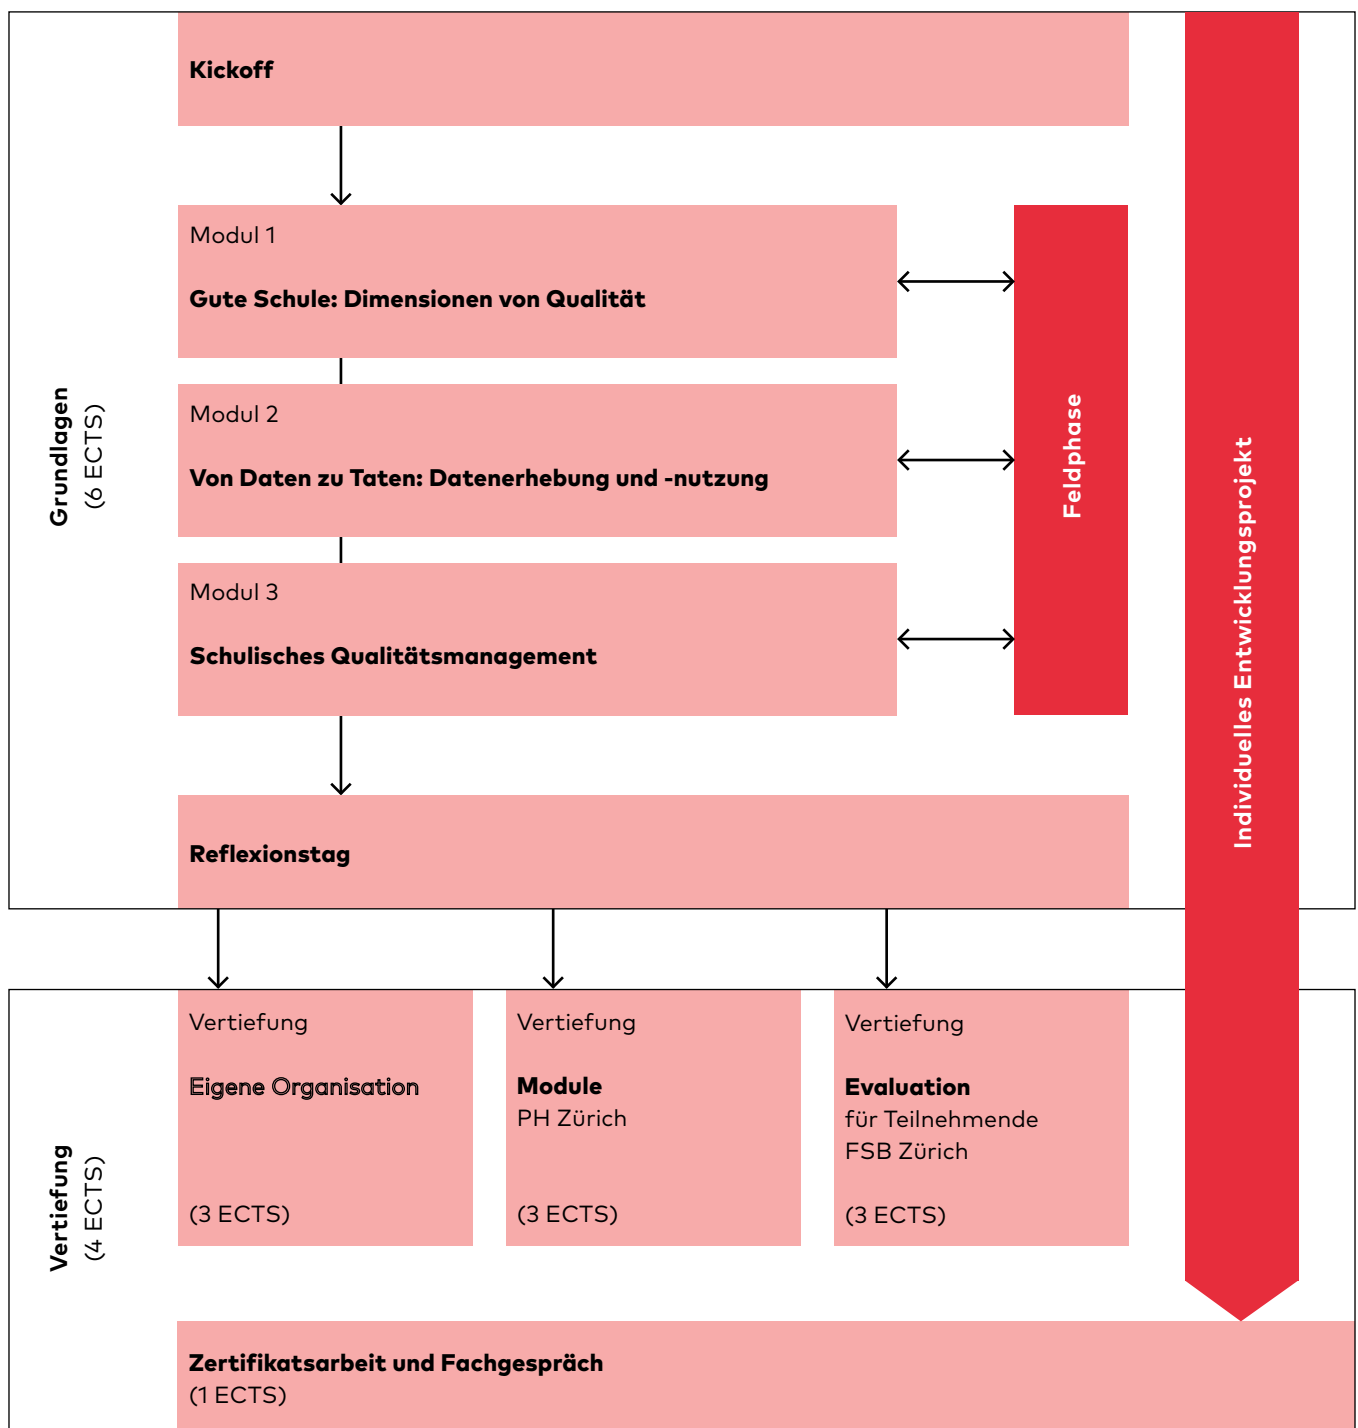 Kickoff
Grundlagen
(6 ECTS)
Modul 1
Gute Schule: Dimensionen von Qualität
Modul 2
Von Daten zu Taten: Datenerhebung und -nutzung
Modul 3
Schulisches Qualitätsmanagement
Feldphase
Individuelles Entwicklungsprojekt
Reflexionstag
Vertiefung
(4 ECTS)
Vertiefung
Eigene Organisation
(3 ECTS)
Vertiefung
Module
PH Zürich
(3 ECTS)
Vertiefung
Evaluation
für Teilnehmende
FSB Zürich
(3 ECTS)
Zertifikatsarbeit und Fachgespräch
(1 ECTS)